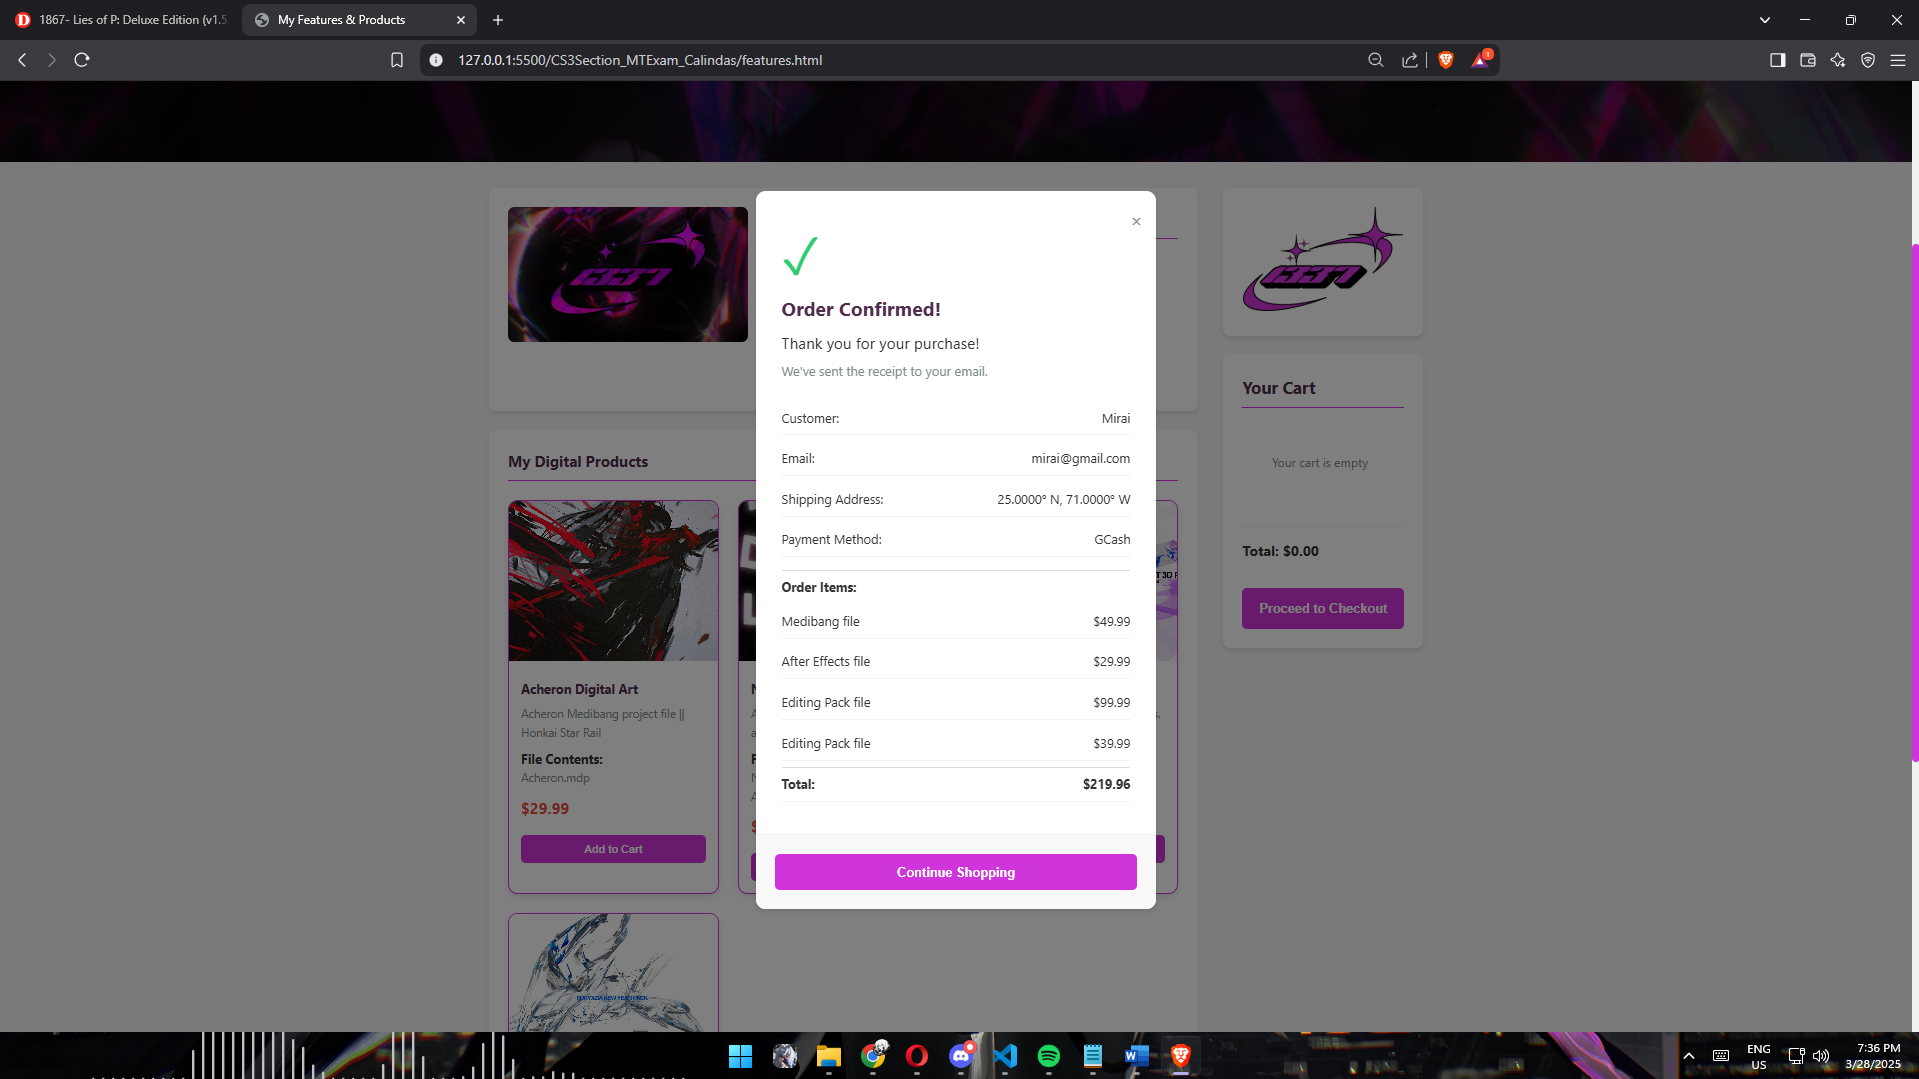 1867- Lies of P: Deluxe Edition (v1.5.
My Features & Products
127.0.0.1:5500/CS3Section_MTExam_Calindas/features.html
1
1337
1337
Order Confirmed!
Thank you for your purchase!
We've sent the receipt to your email.
Customer: Mirai
Email: mirai@gmail.com
Shipping Address: 25.0000° N, 71.0000° W
Payment Method: GCash
Order Items:
Medibang file $49.99
After Effects file $29.99
Editing Pack file $99.99
Editing Pack file $39.99
Total: $219.96
Continue Shopping
Your Cart
Your cart is empty
Total: $0.00
Proceed to Checkout
My Digital Products
Acheron Digital Art
Acheron Medibang project file ||
Honkai Star Rail
File Contents:
Acheron.mdp
$29.99
Add to Cart
ENG
US
7:36 PM
3/28/2025